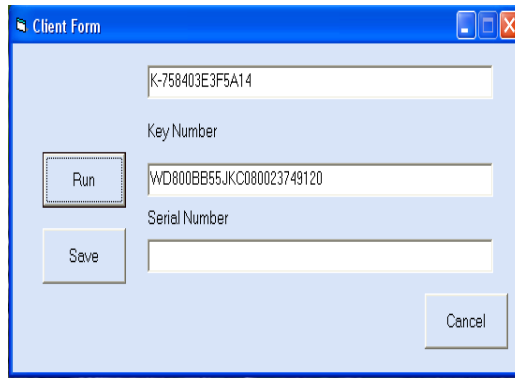 Client Form
K-758403E3F5A14
Key Number
Run
WD800BB55JKC080023749120
Serial Number
Save
Cancel